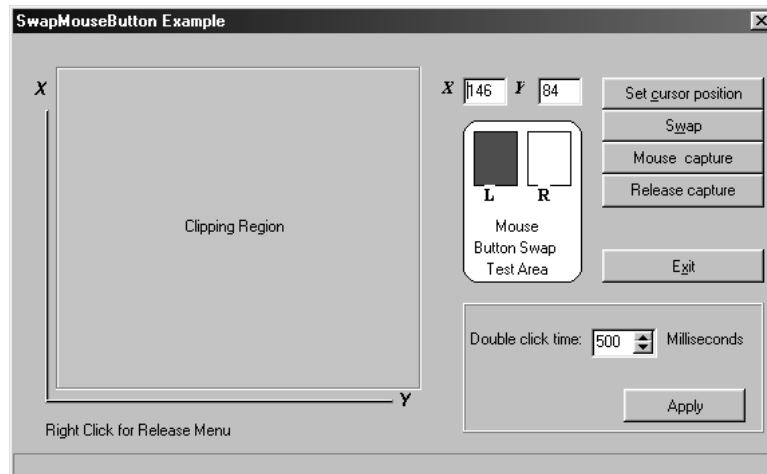 SwapMouseButton Example
X
X 146 Y 84
Set cursor position
Swap
Mouse capture
Release capture
L R
Mouse
Button Swap
Test Area
Clipping Region
Exit
Double click time: 500 Milliseconds
Apply
Y
Right Click for Release Menu